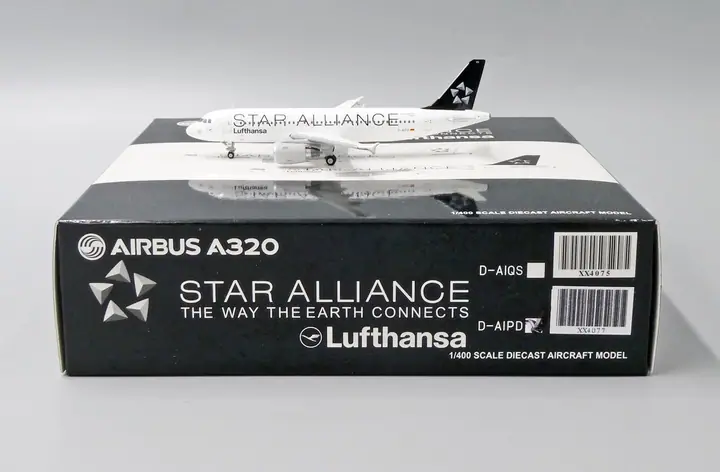 STAR ALLIANCE
Lufthansa
1/400 SCALE DIECAST AIRCRAFT MODEL
AIRBUS A320
STAR ALLIANCE
THE WAY THE EARTH CONNECTS
Lufthansa
D-AIQS
XX4075
D-AIPD
XX4077
1/400 SCALE DIECAST AIRCRAFT MODEL